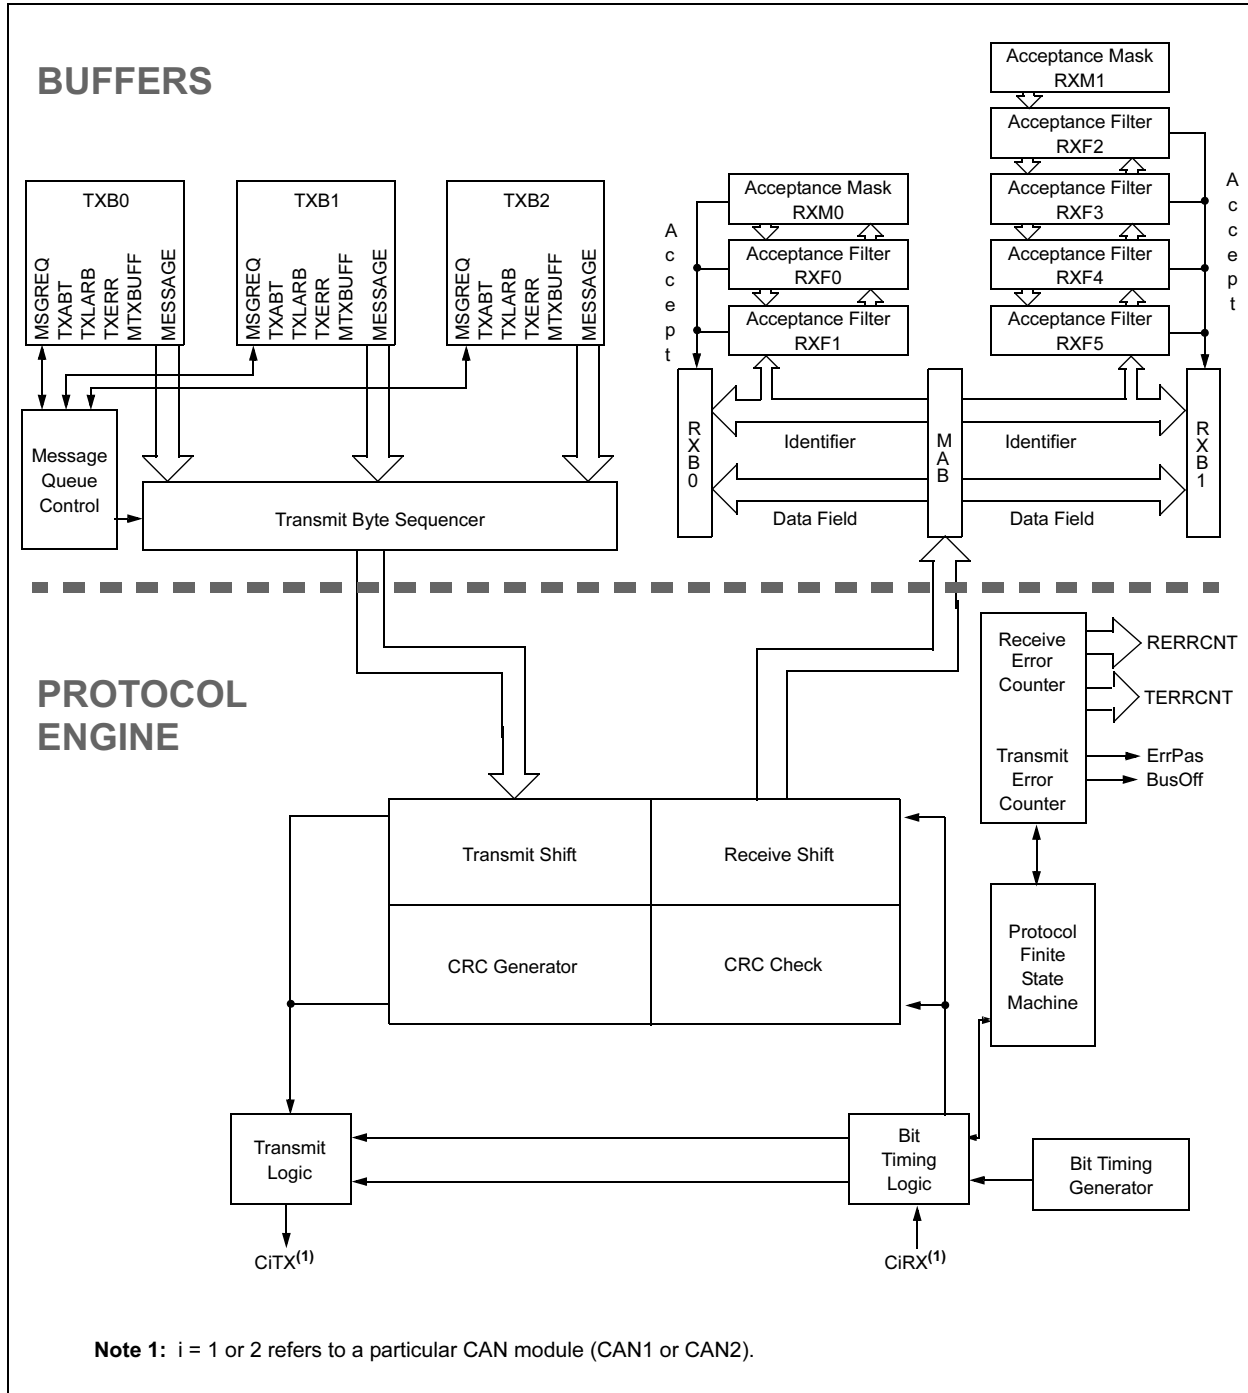 BUFFERS
Acceptance Mask
RXM1
Acceptance Filter
RXF2
Acceptance Filter
RXF3
Acceptance Filter
RXF4
Acceptance Filter
RXF5
Accept
Acceptance Mask
RXM0
Acceptance Filter
RXF0
Acceptance Filter
RXF1
Accept
TXB0
MSGREQ
TXABT
TXLARB
TXERR
MTXBUFF
MESSAGE
TXB1
MSGREQ
TXABT
TXLARB
TXERR
MTXBUFF
MESSAGE
TXB2
MSGREQ
TXABT
TXLARB
TXERR
MTXBUFF
MESSAGE
Message
Queue
Control
Transmit Byte Sequencer
RXB0
Identifier
Data Field
MAB
Identifier
Data Field
RXB1
PROTOCOL
ENGINE
Receive
Error
Counter
Transmit
Error
Counter
RERRCNT
TERRCNT
ErrPas
BusOff
Transmit Shift
Receive Shift
CRC Generator
CRC Check
Protocol
Finite
State
Machine
Transmit
Logic
Bit
Timing
Logic
Bit Timing
Generator
CiTX(1)
CiRX(1)
Note 1: i = 1 or 2 refers to a particular CAN module (CAN1 or CAN2).